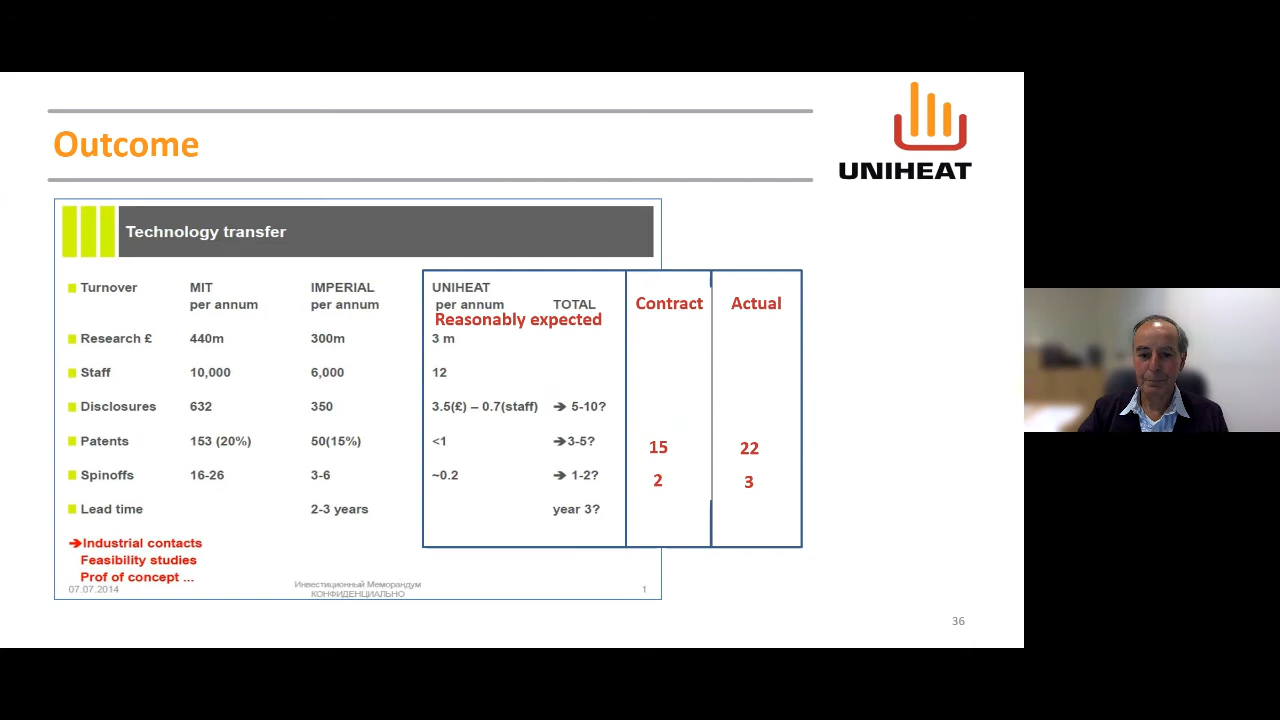 Outcome
UNIHEAT
Technology transfer
Turnover MIT IMPERIAL UNIHEAT
per annum per annum per annum TOTAL Contract Actual
Reasonably expected
Research £ 440m 300m 3 m
Staff 10,000 6,000 12
Disclosures 632 350 3.5(£) – 0.7(staff) ➔ 5-10?
Patents 153 (20%) 50(15%) <1 ➔3-5? 15 22
Spinoffs 16-26 3-6 ~0.2 ➔ 1-2? 2 3
Lead time 2-3 years year 3?
➔Industrial contacts
Feasibility studies
Prof of concept ...
07.07.2014 Инвестиционный Меморандум 1
КОНФИДЕНЦИАЛЬНО
36